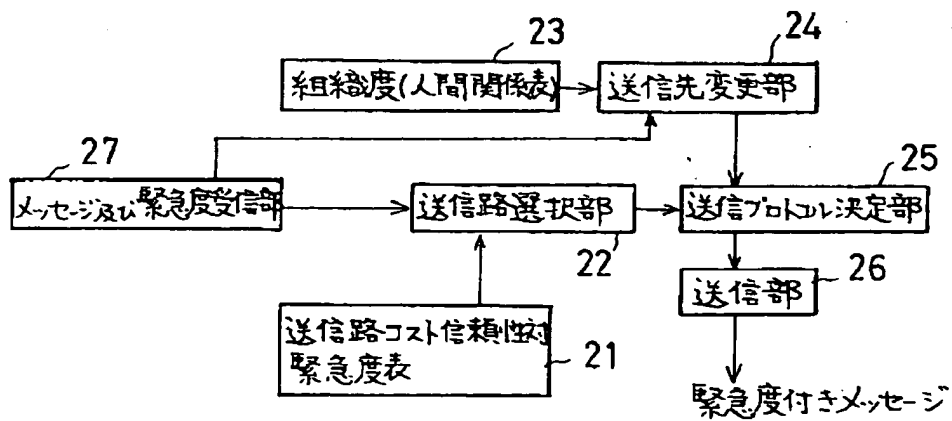 23
24
組織度(人間関係表)
送信先変更部
27
25
メッセージ及び緊急度受信部
送信路選択部
送信プロトコル決定部
22
26
送信部
送信路コスト信頼性対
緊急度表
21
緊急度付きメッセージ